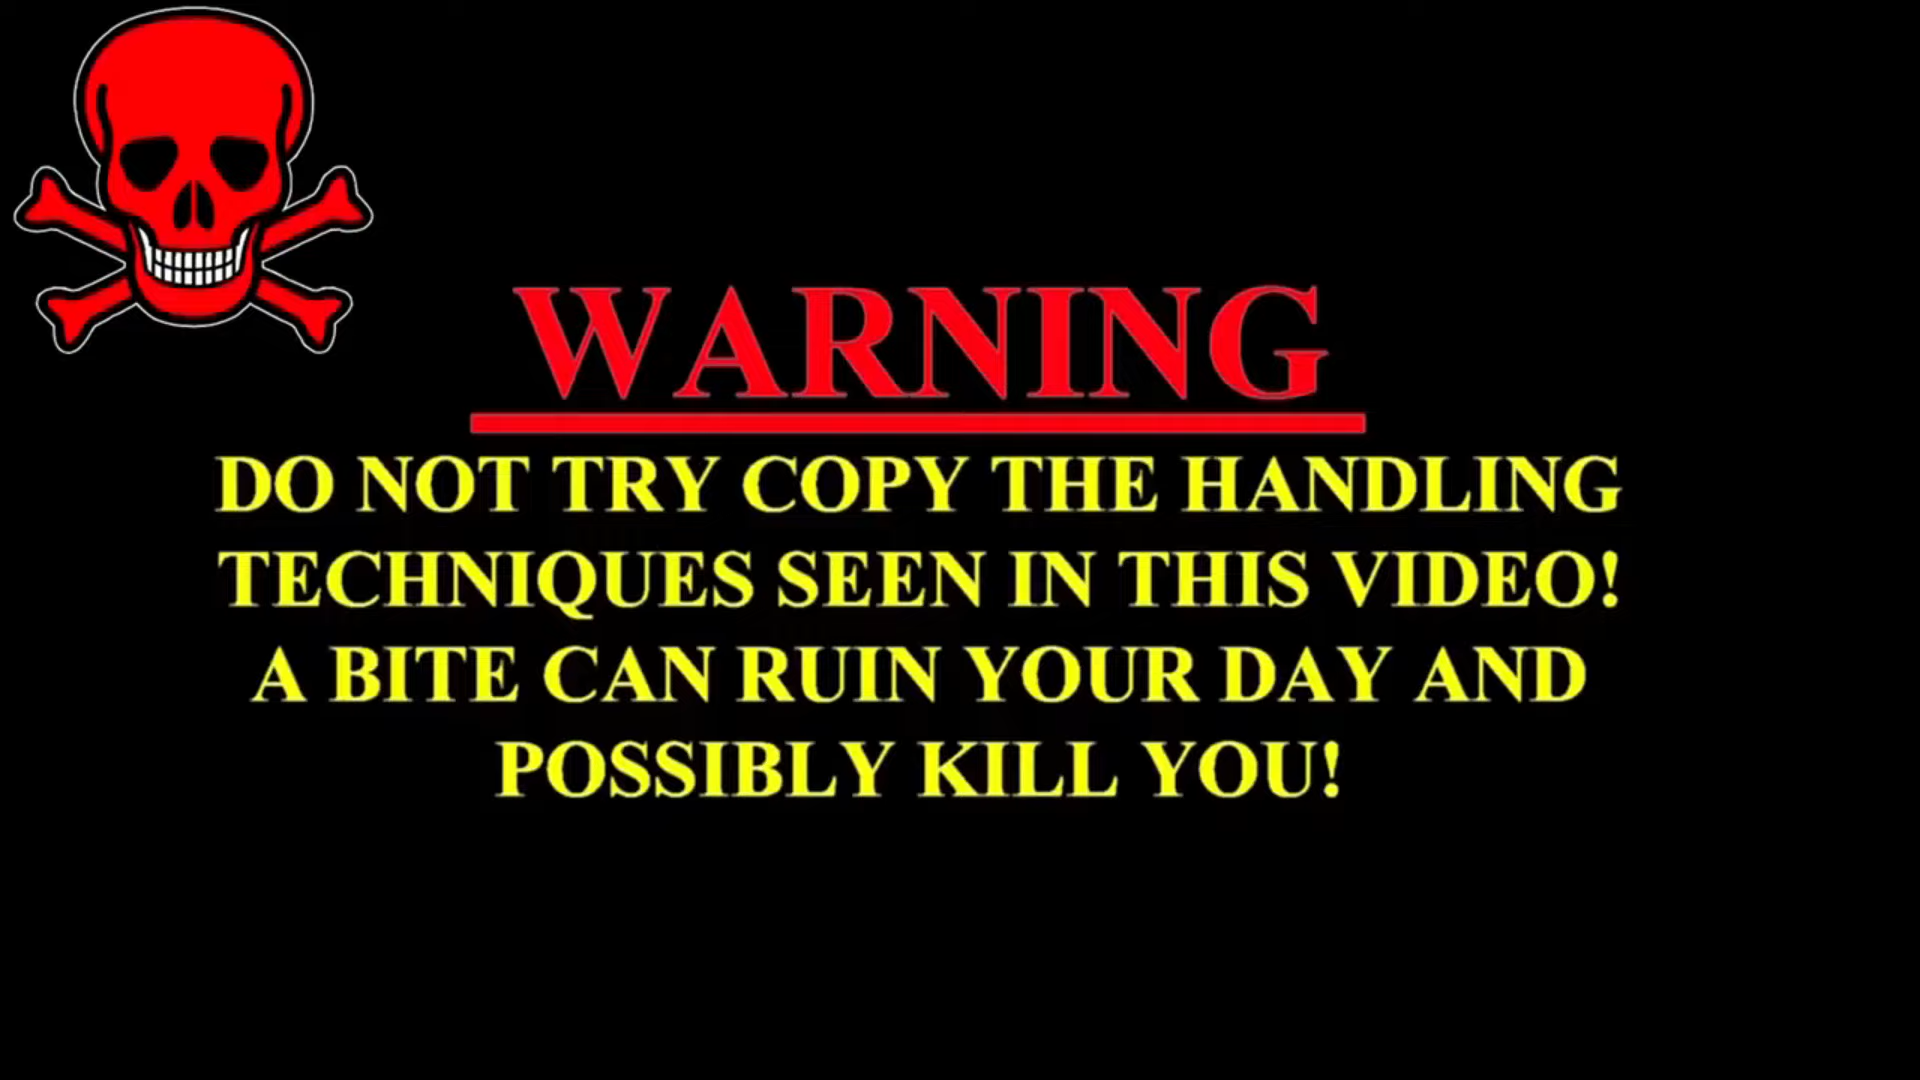 WARNING
DO NOT TRY COPY THE HANDLING
TECHNIQUES SEEN IN THIS VIDEO!
A BITE CAN RUIN YOUR DAY AND
POSSIBLY KILL YOU!